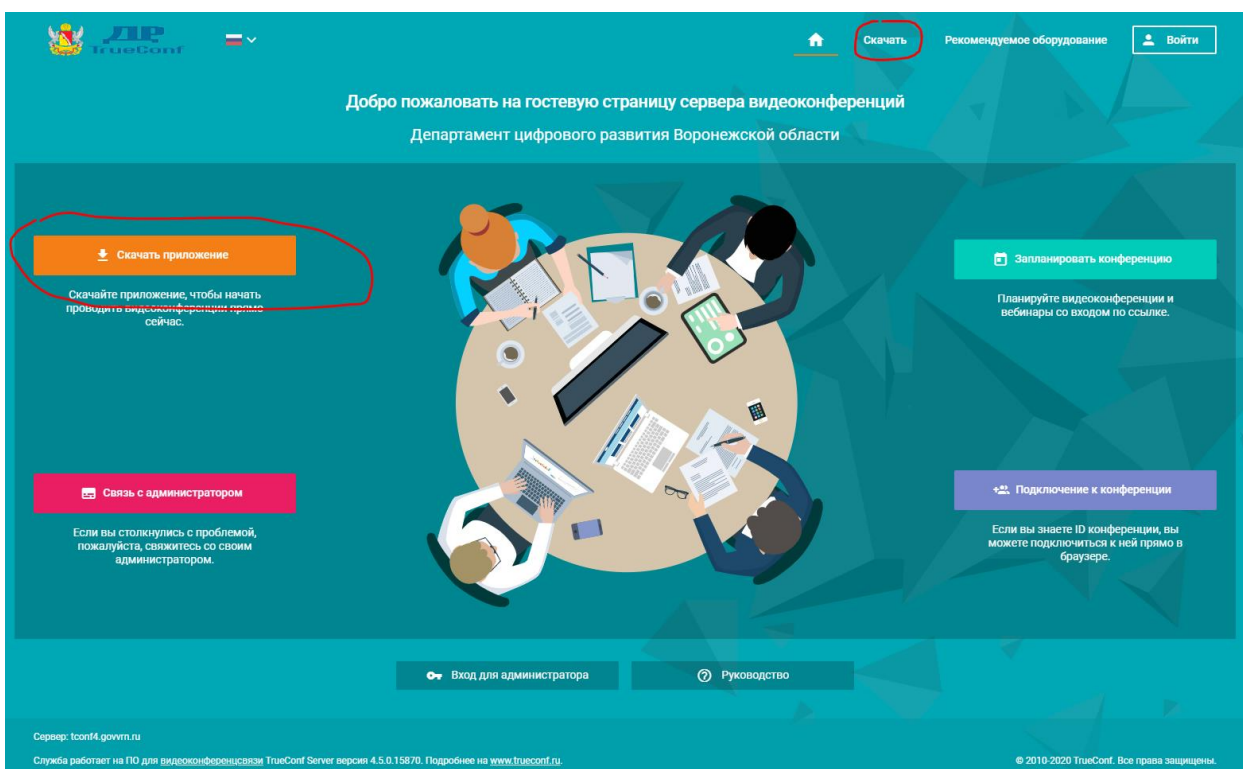 ДР
TrueConf
Скачать
Рекомендуемое оборудование
Войти
Добро пожаловать на гостевую страницу сервера видеоконференций
Департамент цифрового развития Воронежской области
Скачать приложение
Скачайте приложение, чтобы начать
проводить видеоконференции прямо
сейчас.
Запланировать конференцию
Планируйте видеоконференции и
вебинары со входом по ссылке.
Связь с администратором
Если вы столкнулись с проблемой,
пожалуйста, свяжитесь со своим
администратором.
Подключение к конференции
Если вы знаете ID конференции, вы
можете подключиться к ней прямо в
браузере.
Вход для администратора
Руководство
Сервер: tconf4.govvrn.ru
Служба работает на ПО для видеоконференцсвязи TrueConf Server версия 4.5.0.15870. Подробнее на www.trueconf.ru.
© 2010-2020 TrueConf. Все права защищены.